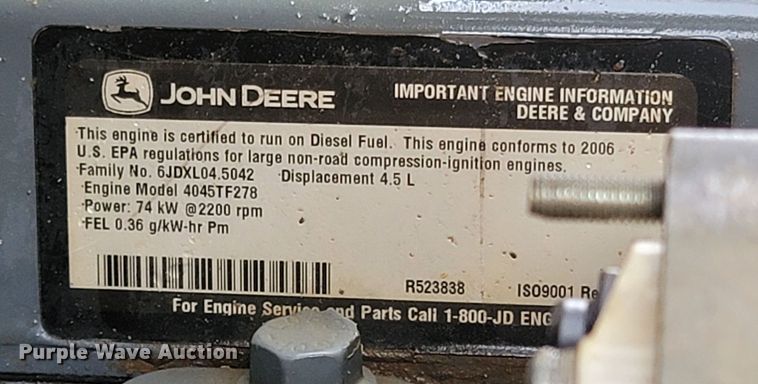 JOHN DEERE
IMPORTANT ENGINE INFORMATION
DEERE & COMPANY
This engine is certified to run on Diesel Fuel. This engine conforms to 2006
U.S. EPA regulations for large non-road compression-ignition engines.
Family No. 6JDXL04.5042 Displacement 4.5 L
Engine Model 4045TF278
Power: 74 kW @2200 rpm
FEL 0.36 g/kW-hr Pm
R523838 ISO9001 Re
For Engine Service and Parts Call 1-800-JD ENG
Purple Wave Auction